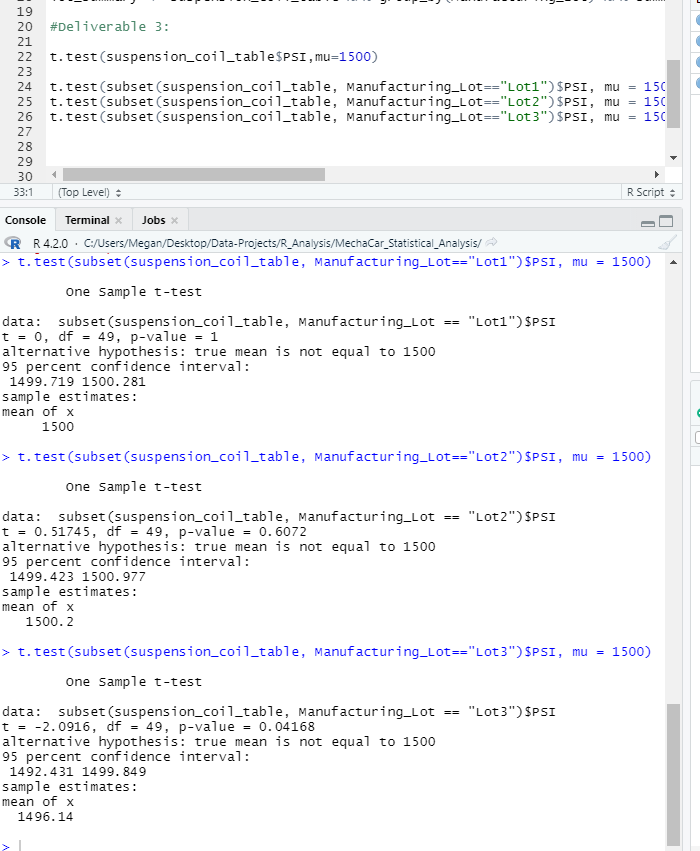 19
20 #Deliverable 3:
21
22 t.test(suspension_coil_table$PSI,mu=1500)
23
24 t.test(subset(suspension_coil_table, Manufacturing_Lot=="Lot1")$PSI, mu = 150
25 t.test(subset(suspension_coil_table, Manufacturing_Lot=="Lot2")$PSI, mu = 150
26 t.test(subset(suspension_coil_table, Manufacturing_Lot=="Lot3")$PSI, mu = 150
27
28
29
30
33:1 (Top Level) R Script
Console Terminal Jobs
R 4.2.0 · C:/Users/Megan/Desktop/Data-Projects/R_Analysis/MechaCar_Statistical_Analysis/
> t.test(subset(suspension_coil_table, Manufacturing_Lot=="Lot1")$PSI, mu = 1500)
One Sample t-test
data: subset(suspension_coil_table, Manufacturing_Lot == "Lot1")$PSI
t = 0, df = 49, p-value = 1
alternative hypothesis: true mean is not equal to 1500
95 percent confidence interval:
1499.719 1500.281
sample estimates:
mean of x
1500
> t.test(subset(suspension_coil_table, Manufacturing_Lot=="Lot2")$PSI, mu = 1500)
One Sample t-test
data: subset(suspension_coil_table, Manufacturing_Lot == "Lot2")$PSI
t = 0.51745, df = 49, p-value = 0.6072
alternative hypothesis: true mean is not equal to 1500
95 percent confidence interval:
1499.423 1500.977
sample estimates:
mean of x
1500.2
> t.test(subset(suspension_coil_table, Manufacturing_Lot=="Lot3")$PSI, mu = 1500)
One Sample t-test
data: subset(suspension_coil_table, Manufacturing_Lot == "Lot3")$PSI
t = -2.0916, df = 49, p-value = 0.04168
alternative hypothesis: true mean is not equal to 1500
95 percent confidence interval:
1492.431 1499.849
sample estimates:
mean of x
1496.14
>